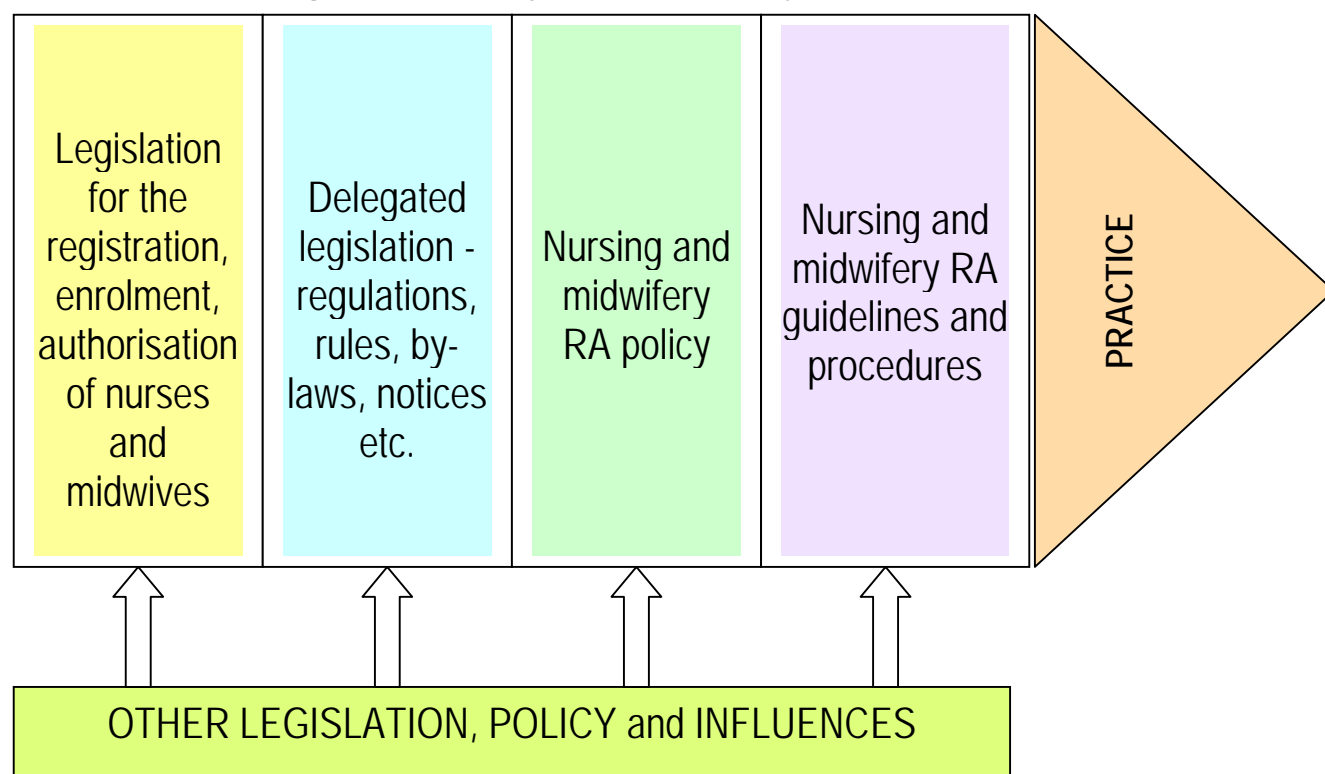 Legislation
for the
registration,
enrolment,
authorisation
of nurses
and
midwives
Delegated
legislation -
regulations,
rules, by-
laws, notices
etc.
Nursing and
midwifery
RA policy
Nursing and
midwifery RA
guidelines and
procedures
PRACTICE
OTHER LEGISLATION, POLICY and INFLUENCES